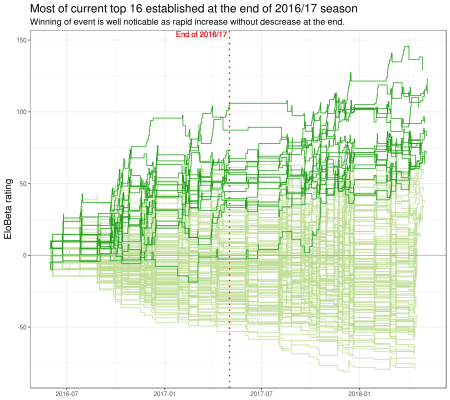 Most of current top 16 established at the end of 2016/17 season
Winning of event is well noticable as rapid increase without descrease at the end.
End of 2016/17
150
100
50
0
-50
EloBeta rating
2016-07
2017-01
2017-07
2018-01